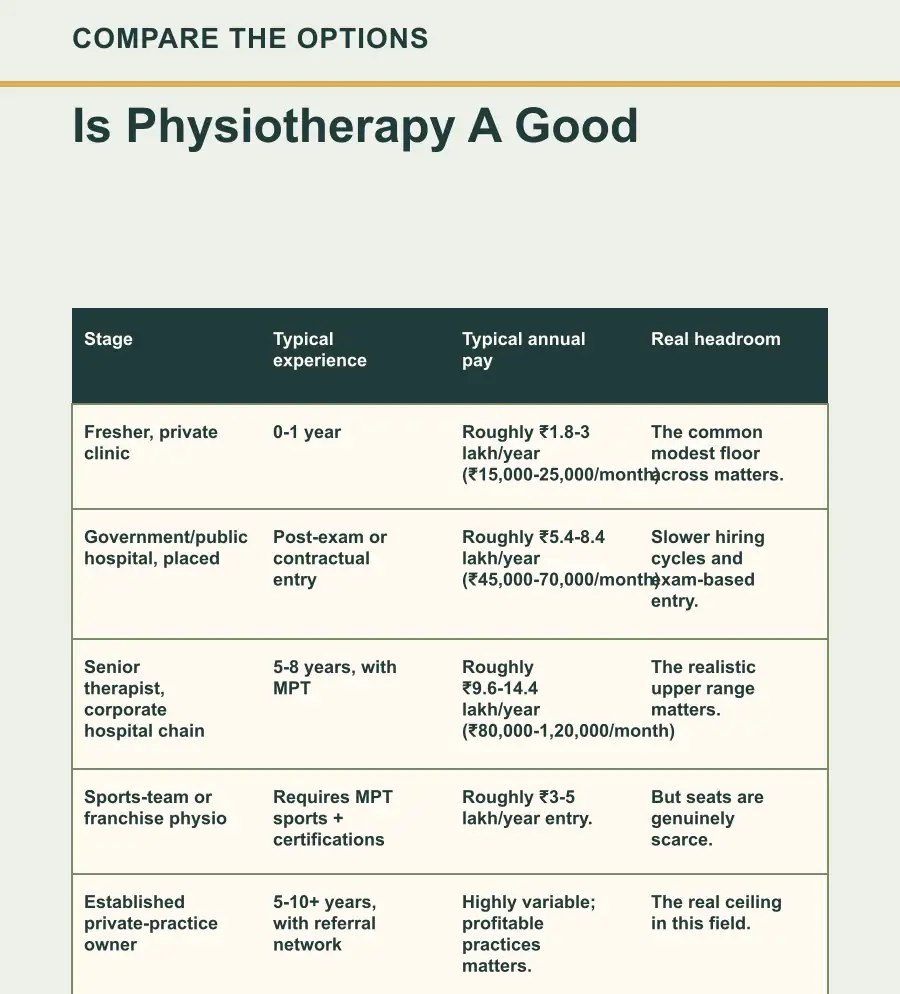 COMPARE THE OPTIONS
Is Physiotherapy A Good
Stage
Typical
experience
Typical annual
pay
Real headroom
Fresher, private
clinic
0-1 year
Roughly ₹1.8-3
lakh/year
(₹15,000-25,000/month)
The common
modest floor
across matters.
Government/public
hospital, placed
Post-exam or
contractual
entry
Roughly ₹5.4-8.4
lakh/year
(₹45,000-70,000/month)
Slower hiring
cycles and
exam-based
entry.
Senior
therapist,
corporate
hospital chain
5-8 years, with
MPT
Roughly
₹9.6-14.4
lakh/year
(₹80,000-1,20,000/month)
The realistic
upper range
matters.
Sports-team or
franchise physio
Requires MPT
sports +
certifications
Roughly ₹3-5
lakh/year entry.
But seats are
genuinely
scarce.
Established
private-practice
owner
5-10+ years,
with referral
network
Highly variable;
profitable
practices
matters.
The real ceiling
in this field.